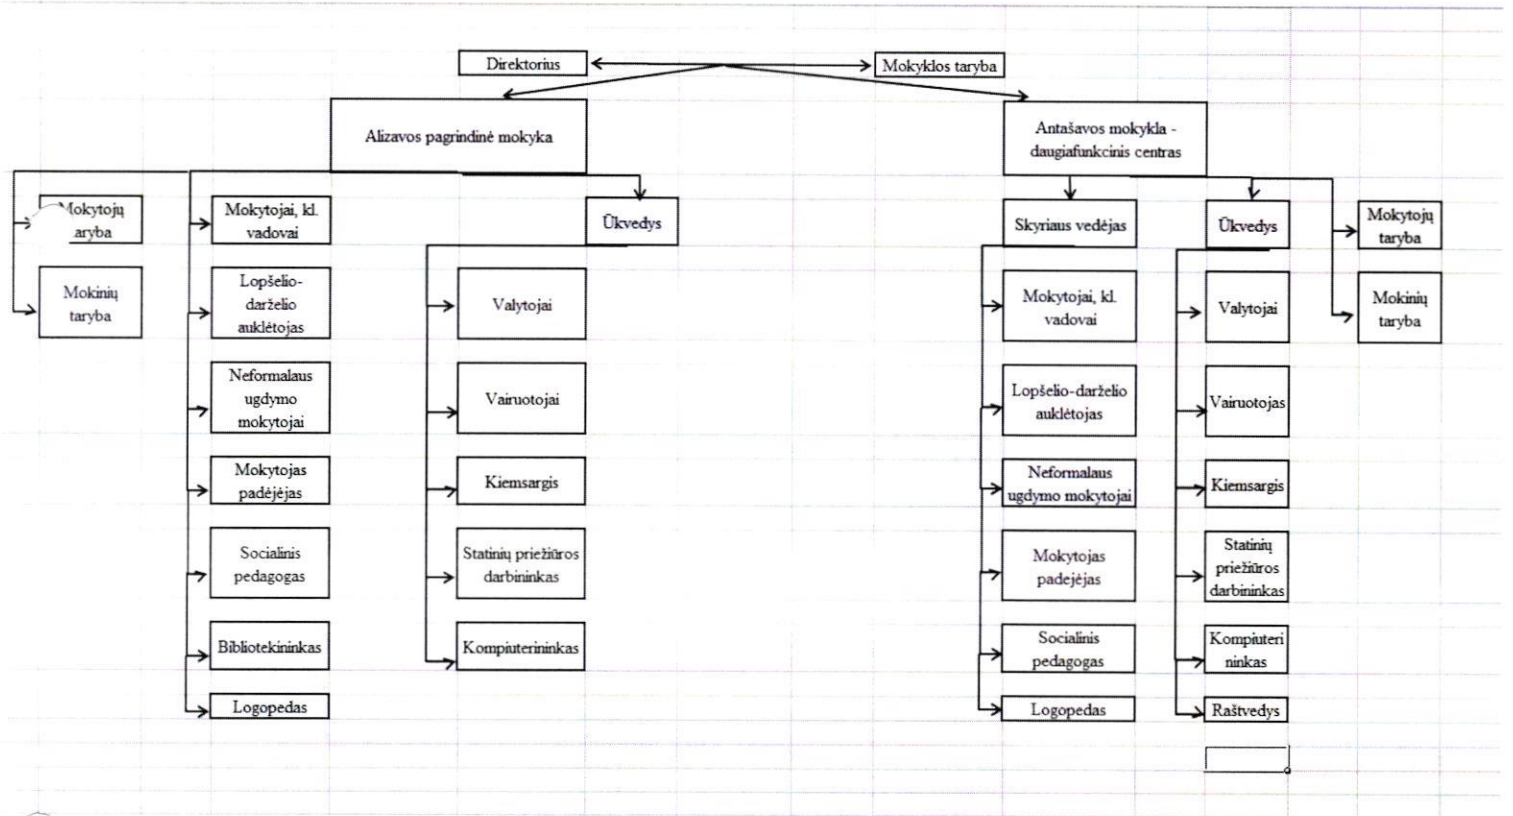 Direktorius
Mokyklos taryba
Alizavos pagrindinė mokyka
Antašavos mokykla -
daugiafunkcinis centras
Mokytojų
aryba
Mokinių
taryba
Mokytojai, kl.
vadovai
Lopšelio-
darželio
auklėtojas
Neformalaus
ugdymo
mokytojai
Mokytojas
padėjėjas
Socialinis
pedagogas
Bibliotekininkas
Logopedas
Ūkvedys
Valytojai
Vairuotojai
Kiemsargis
Statinių priežiūros
darbininkas
Kompiuterininkas
Skyriaus vedėjas
Mokytojai, kl.
vadovai
Lopšelio-darželio
auklėtojas
Neformalaus
ugdymo mokytojai
Mokytojas
padejėjas
Socialinis
pedagogas
Logopedas
Ūkvedys
Valytojai
Vairuotojas
Kiemsargis
Statinių
priežiūros
darbininkas
Kompiuteri
ninkas
Raštvedys
Mokytojų
taryba
Mokinių
taryba